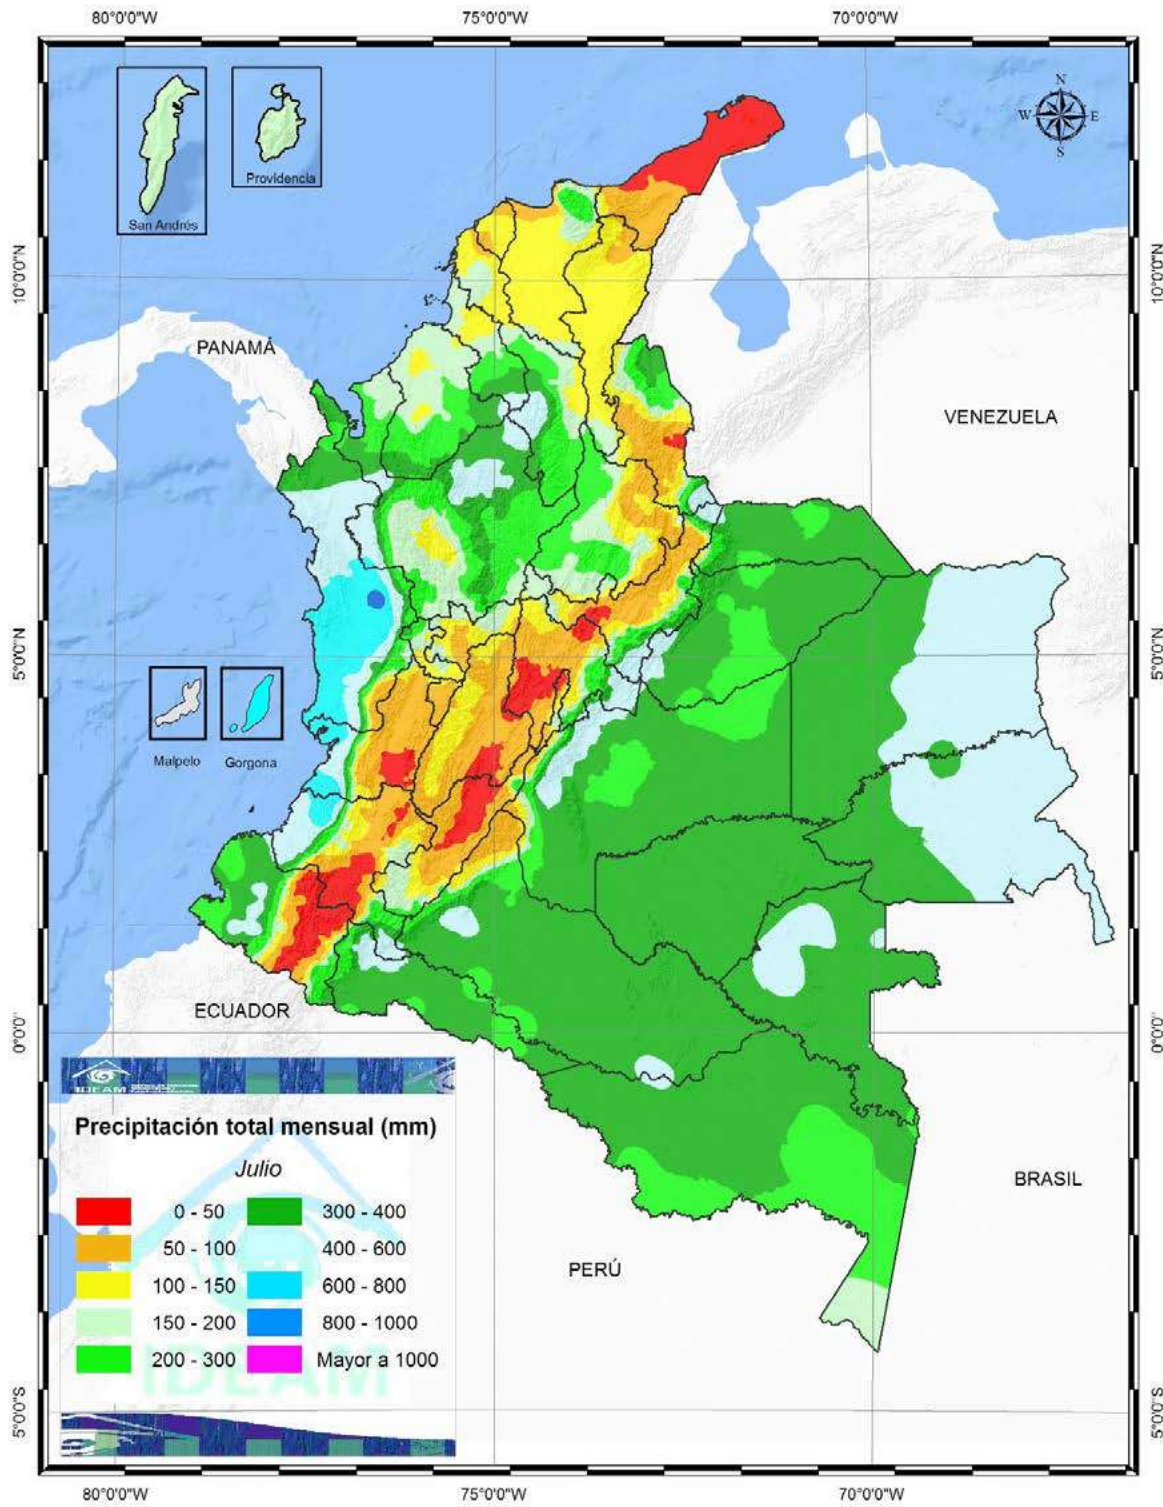 80°0'0"W 75°0'0"W 70°0'0"W
N
W E
S
Providencia
San Andrés
10°0'0"N 10°0'0"N
PANAMÁ
VENEZUELA
5°0'0"N 5°0'0"N
Malpelo Gorgona
ECUADOR
0°0'0" 0°0'0"
IDEAM
Precipitación total mensual (mm)
Julio
0 - 50 300 - 400
50 - 100 400 - 600
100 - 150 600 - 800
150 - 200 800 - 1000
200 - 300 Mayor a 1000
IDEAM
BRASIL
PERÚ
5°0'0"S 5°0'0"S
80°0'0"W 75°0'0"W 70°0'0"W